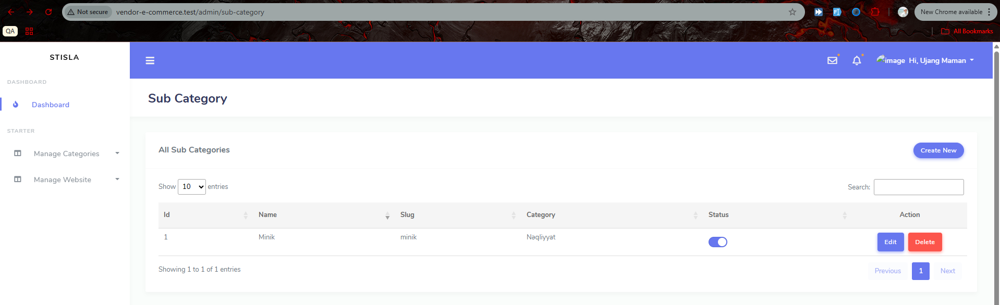 Not secure
vendor-e-commerce.test/admin/sub-category
New Chrome available
QA
All Bookmarks
STISLA
image Hi, Ujang Maman
DASHBOARD
Dashboard
STARTER
Manage Categories
Manage Website
Sub Category
All Sub Categories
Create New
Show 10 entries
Search:
Id Name Slug Category Status Action
1 Minik minik Nəqliyyat Edit Delete
Showing 1 to 1 of 1 entries
Previous 1 Next